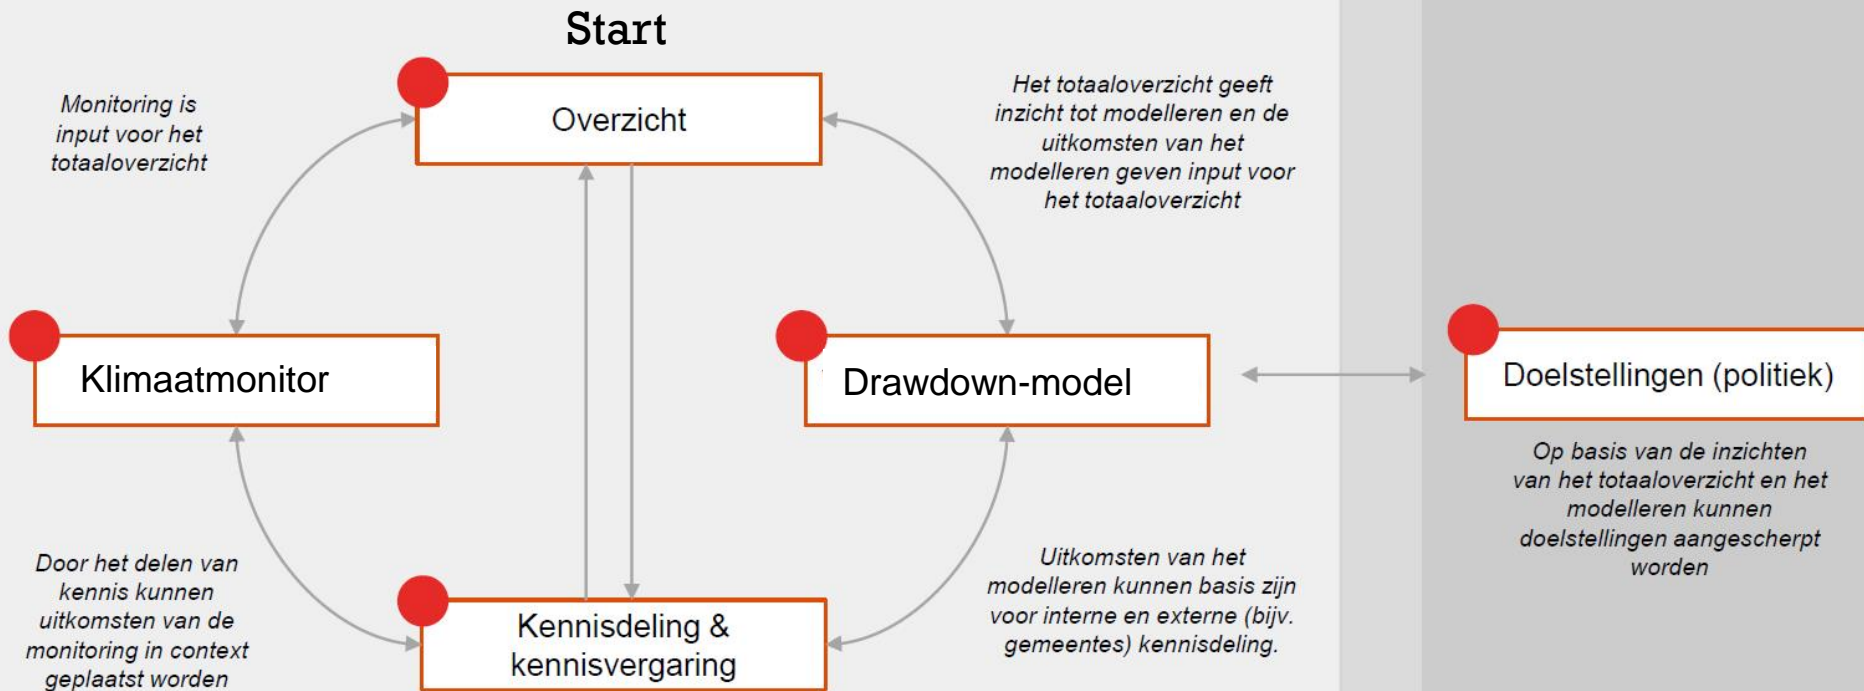 Start
Overzicht
Monitoring is
input voor het
totaaloverzicht
Het totaaloverzicht geeft
inzicht tot modelleren en de
uitkomsten van het
modelleren geven input voor
het totaaloverzicht
Klimaatmonitor
Drawdown-model
Doelstellingen (politiek)
Op basis van de inzichten
van het totaaloverzicht en het
modelleren kunnen
doelstellingen aangescherpt
worden
Door het delen van
kennis kunnen
uitkomsten van de
monitoring in context
geplaatst worden
Kennisdeling &
kennisvergaring
Uitkomsten van het
modelleren kunnen basis zijn
voor interne en externe (bijv.
gemeentes) kennisdeling.